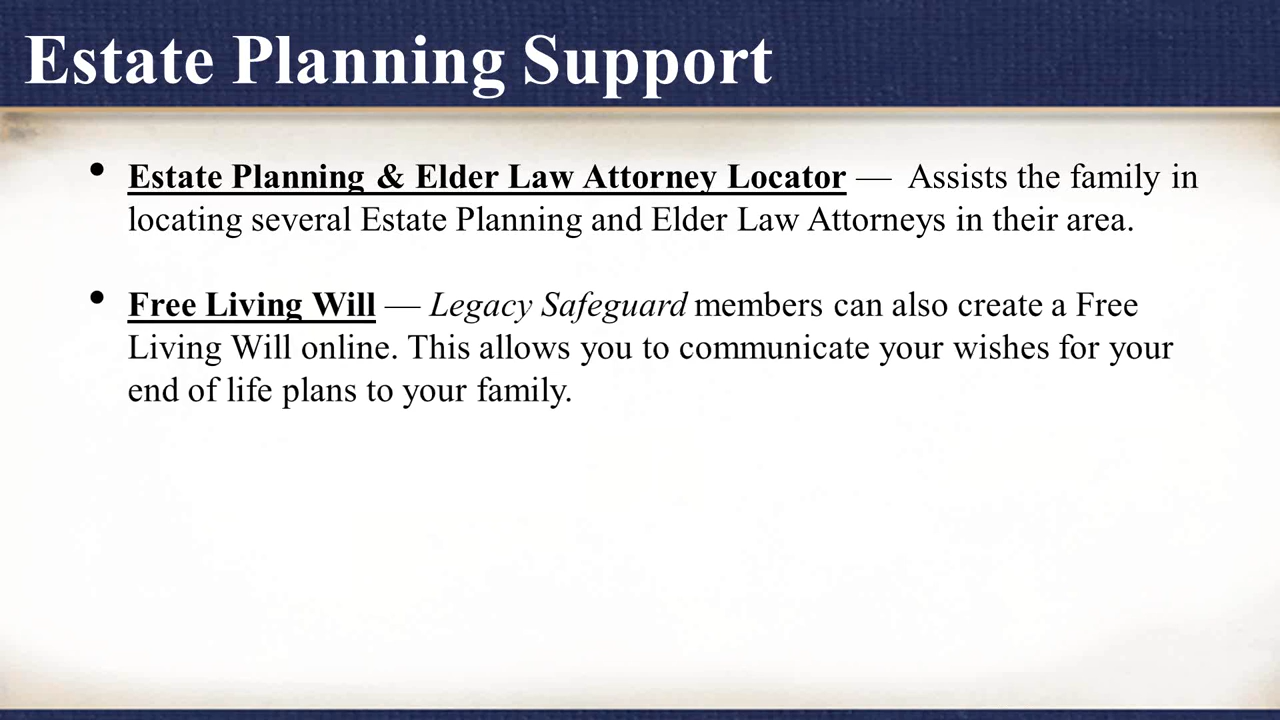 Estate Planning Support
• Estate Planning & Elder Law Attorney Locator — Assists the family in
locating several Estate Planning and Elder Law Attorneys in their area.
• Free Living Will — Legacy Safeguard members can also create a Free
Living Will online. This allows you to communicate your wishes for your
end of life plans to your family.